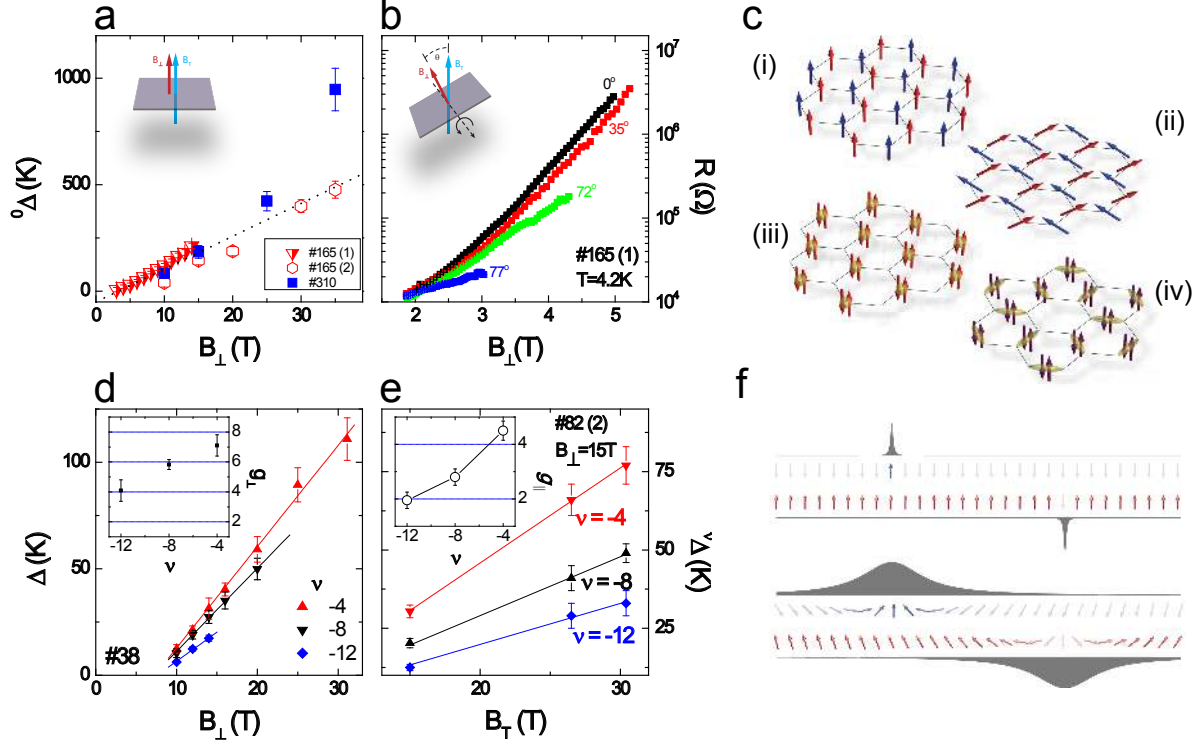 a
b
c
1000
500
0
⁰Δ (K)
0
10
20
30
B⊥ (T)
B⊥
Bᴛ
#165 (1)
#165 (2)
#310
B⊥
θ
Bᴛ
0°
35°
72°
77°
#165 (1)
T=4.2K
10⁷
10⁶
10⁵
10⁴
R (Ω)
2
3
4
5
B⊥ (T)
(i)
(ii)
(iii)
(iv)
d
e
f
100
50
0
Δ (K)
8
6
4
2
g⊥
-12
-8
-4
ν
ν
-4
-8
-12
#38
0
10
20
30
B⊥ (T)
#82 (2)
B⊥=15T
4
2
g∥
-12
-8
-4
ν
ν = -4
ν = -8
ν = -12
75
50
25
ᵛΔ (K)
20
30
Bᴛ (T)